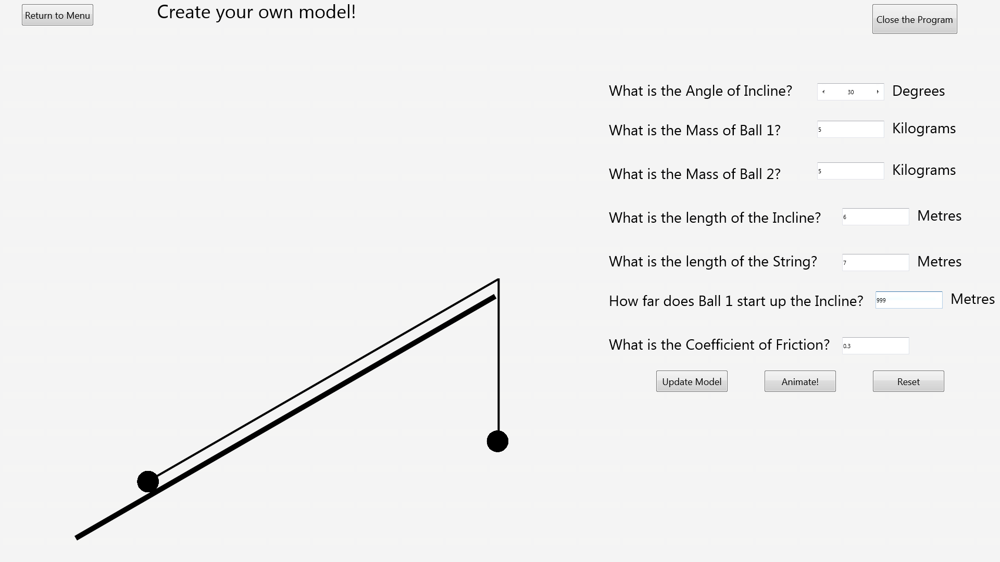 Return to Menu
Create your own model!
Close the Program
What is the Angle of Incline? 30 Degrees
What is the Mass of Ball 1? 5 Kilograms
What is the Mass of Ball 2? 5 Kilograms
What is the length of the Incline? 6 Metres
What is the length of the String? 7 Metres
How far does Ball 1 start up the Incline? 999 Metres
What is the Coefficient of Friction? 0.3
Update Model
Animate!
Reset